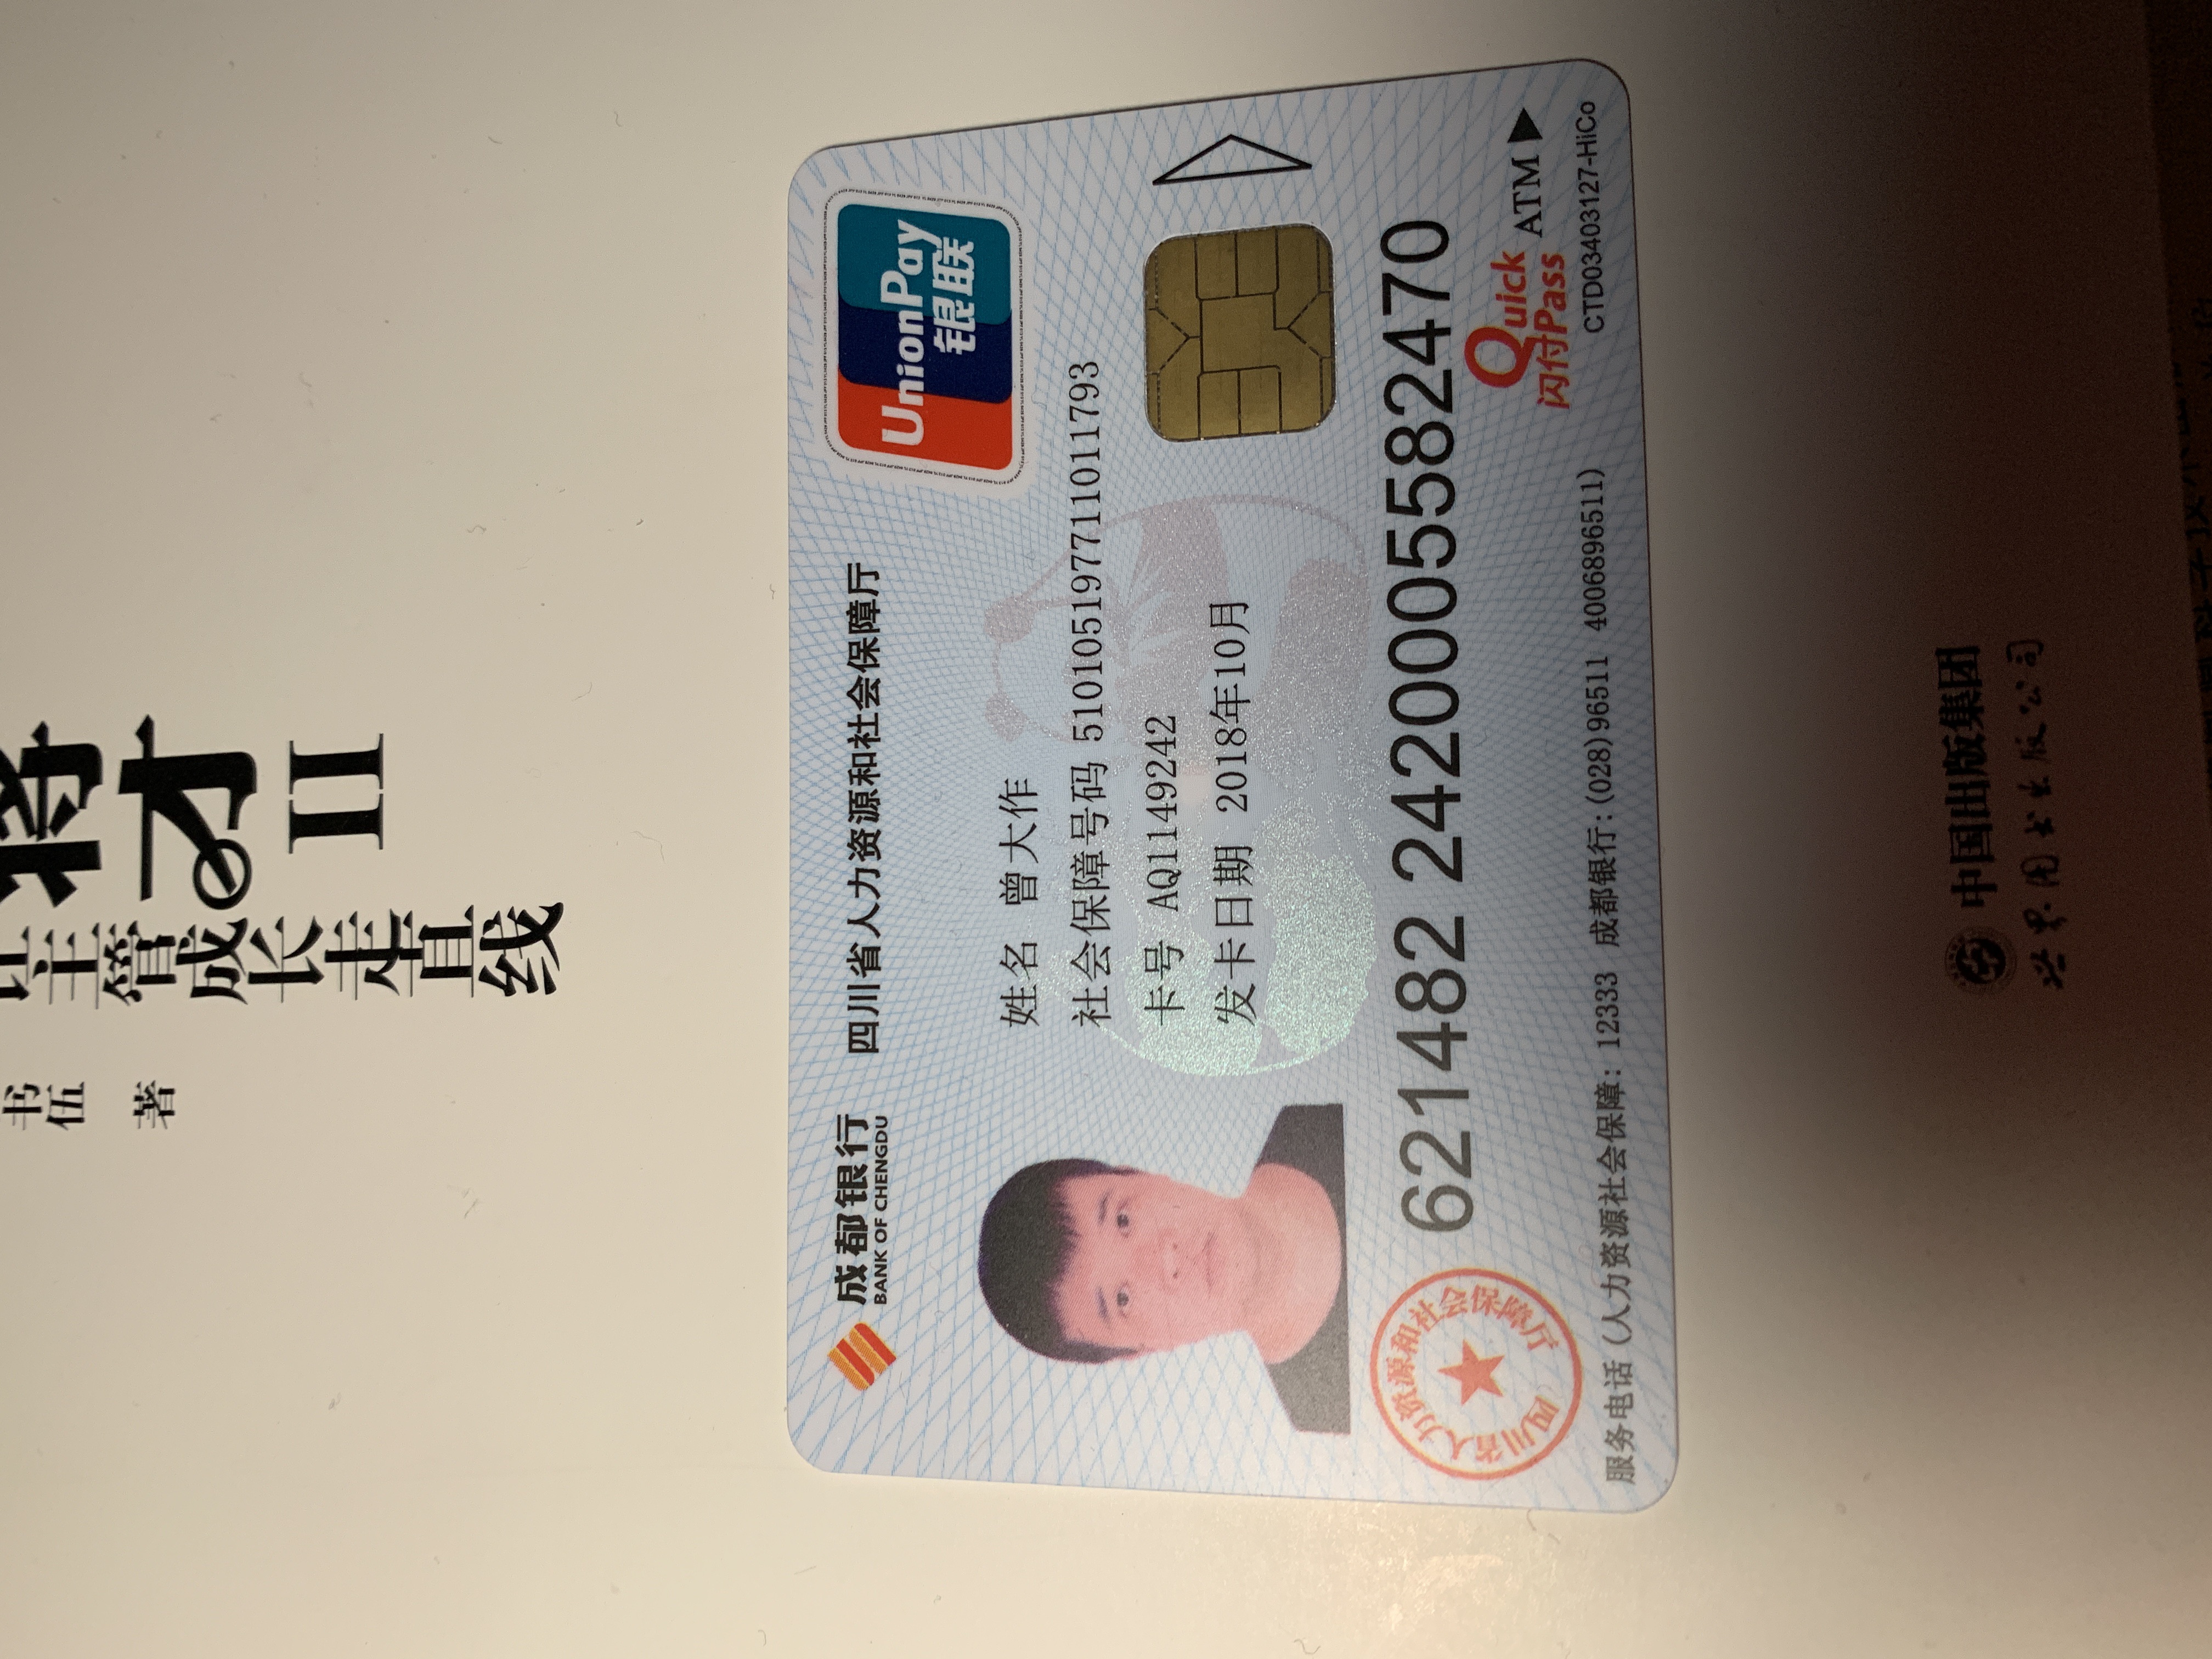 书伍 著
让主管成长走直线
将才
II
成都银行
BANK OF CHENGDU
四川省人力资源和社会保障厅
UnionPay
银联
姓名 曾大作
社会保障号码 510105197711011793
卡号 AQ1149242
发卡日期 2018年10月
四川省人力资源和社会保障厅
621482 2420005582470
Quick
闪付Pass
ATM
服务电话 (人力资源社会保障: 12333 成都银行:(028)96511 4006896511)
CTD03403127-HiCo
中国出版集团
世界图书出版公司